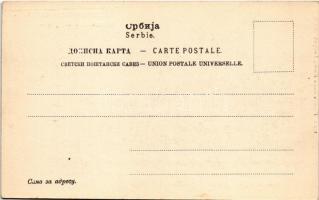 Србија
Serbie.
ДОПИСНА КАРТА — CARTE POSTALE.
СВЕТСКИ ПОШТАНСКИ САВЕЗ — UNION POSTALE UNIVERSELLE.
Само за адресу.